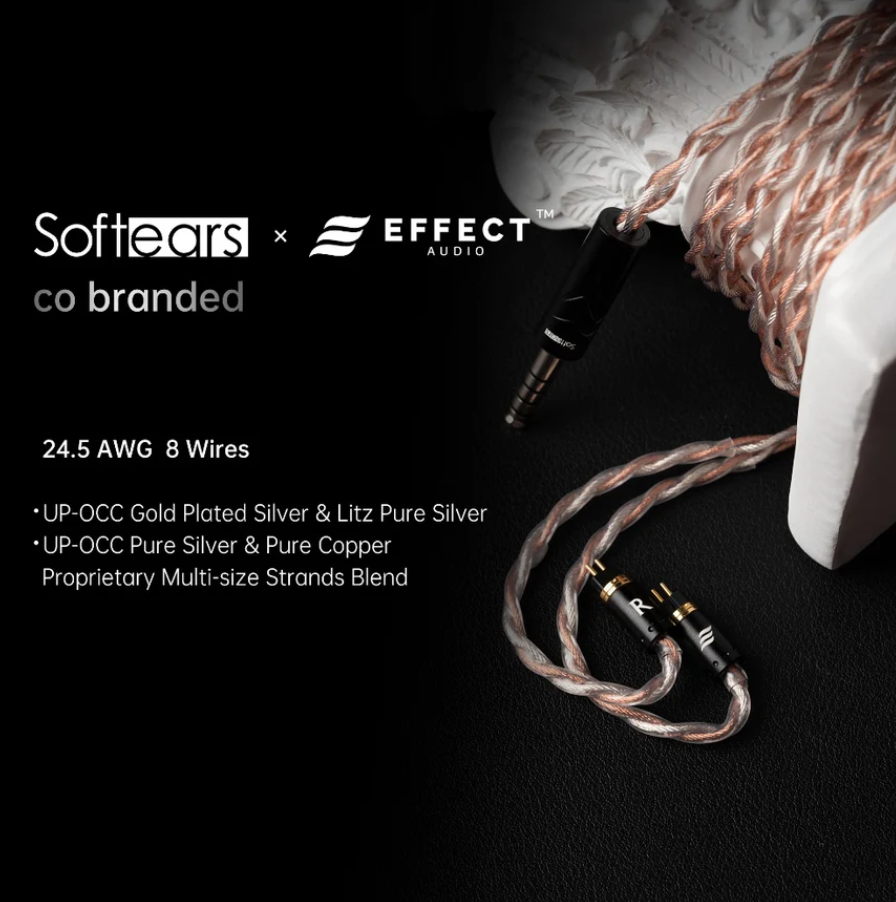 Softears × EFFECT™
AUDIO
co branded
24.5 AWG 8 Wires
•UP-OCC Gold Plated Silver & Litz Pure Silver
•UP-OCC Pure Silver & Pure Copper
Proprietary Multi-size Strands Blend
Softears
R